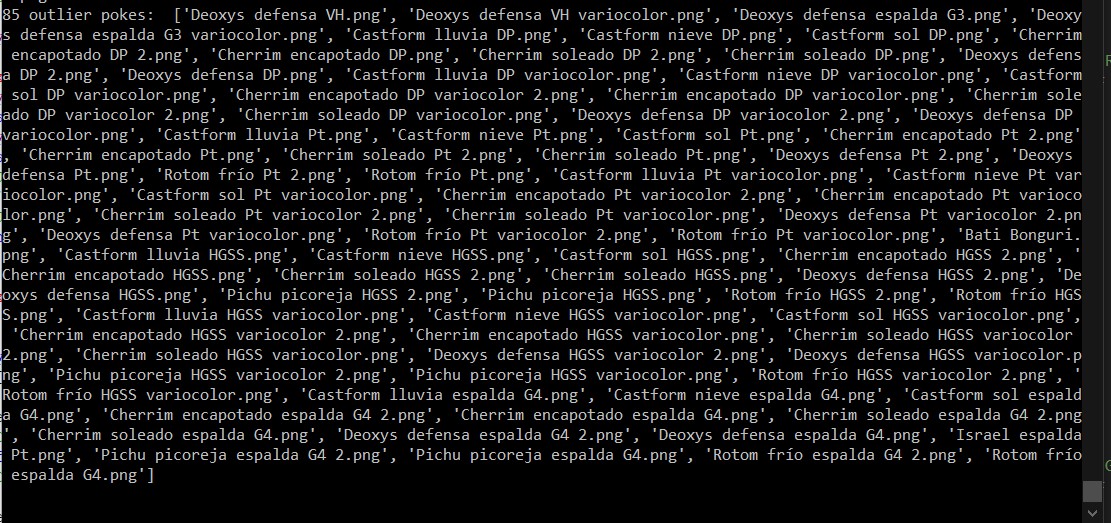 85 outlier pokes:  ['Deoxys defensa VH.png', 'Deoxys defensa VH variocolor.png', 'Deoxys defensa espalda G3.png', 'Deoxy
s defensa espalda G3 variocolor.png', 'Castform lluvia DP.png', 'Castform nieve DP.png', 'Castform sol DP.png', 'Cherrim
 encapotado DP 2.png', 'Cherrim encapotado DP.png', 'Cherrim soleado DP 2.png', 'Cherrim soleado DP.png', 'Deoxys defens
a DP 2.png', 'Deoxys defensa DP.png', 'Castform lluvia DP variocolor.png', 'Castform nieve DP variocolor.png', 'Castform
 sol DP variocolor.png', 'Cherrim encapotado DP variocolor 2.png', 'Cherrim encapotado DP variocolor.png', 'Cherrim sole
ado DP variocolor 2.png', 'Cherrim soleado DP variocolor.png', 'Deoxys defensa DP variocolor 2.png', 'Deoxys defensa DP
variocolor.png', 'Castform lluvia Pt.png', 'Castform nieve Pt.png', 'Castform sol Pt.png', 'Cherrim encapotado Pt 2.png'
, 'Cherrim encapotado Pt.png', 'Cherrim soleado Pt 2.png', 'Cherrim soleado Pt.png', 'Deoxys defensa Pt 2.png', 'Deoxys
defensa Pt.png', 'Rotom frío Pt 2.png', 'Rotom frío Pt.png', 'Castform lluvia Pt variocolor.png', 'Castform nieve Pt var
iocolor.png', 'Castform sol Pt variocolor.png', 'Cherrim encapotado Pt variocolor 2.png', 'Cherrim encapotado Pt varioco
lor.png', 'Cherrim soleado Pt variocolor 2.png', 'Cherrim soleado Pt variocolor.png', 'Deoxys defensa Pt variocolor 2.pn
g', 'Deoxys defensa Pt variocolor.png', 'Rotom frío Pt variocolor 2.png', 'Rotom frío Pt variocolor.png', 'Bati Bonguri.
png', 'Castform lluvia HGSS.png', 'Castform nieve HGSS.png', 'Castform sol HGSS.png', 'Cherrim encapotado HGSS 2.png', '
Cherrim encapotado HGSS.png', 'Cherrim soleado HGSS 2.png', 'Cherrim soleado HGSS.png', 'Deoxys defensa HGSS 2.png', 'De
oxys defensa HGSS.png', 'Pichu picoreja HGSS 2.png', 'Pichu picoreja HGSS.png', 'Rotom frío HGSS 2.png', 'Rotom frío HGS
S.png', 'Castform lluvia HGSS variocolor.png', 'Castform nieve HGSS variocolor.png', 'Castform sol HGSS variocolor.png',
 'Cherrim encapotado HGSS variocolor 2.png', 'Cherrim encapotado HGSS variocolor.png', 'Cherrim soleado HGSS variocolor
2.png', 'Cherrim soleado HGSS variocolor.png', 'Deoxys defensa HGSS variocolor 2.png', 'Deoxys defensa HGSS variocolor.p
ng', 'Pichu picoreja HGSS variocolor 2.png', 'Pichu picoreja HGSS variocolor.png', 'Rotom frío HGSS variocolor 2.png', '
Rotom frío HGSS variocolor.png', 'Castform lluvia espalda G4.png', 'Castform nieve espalda G4.png', 'Castform sol espald
a G4.png', 'Cherrim encapotado espalda G4 2.png', 'Cherrim encapotado espalda G4.png', 'Cherrim soleado espalda G4 2.png
', 'Cherrim soleado espalda G4.png', 'Deoxys defensa espalda G4 2.png', 'Deoxys defensa espalda G4.png', 'Israel espalda
 Pt.png', 'Pichu picoreja espalda G4 2.png', 'Pichu picoreja espalda G4.png', 'Rotom frío espalda G4 2.png', 'Rotom frío
 espalda G4.png']